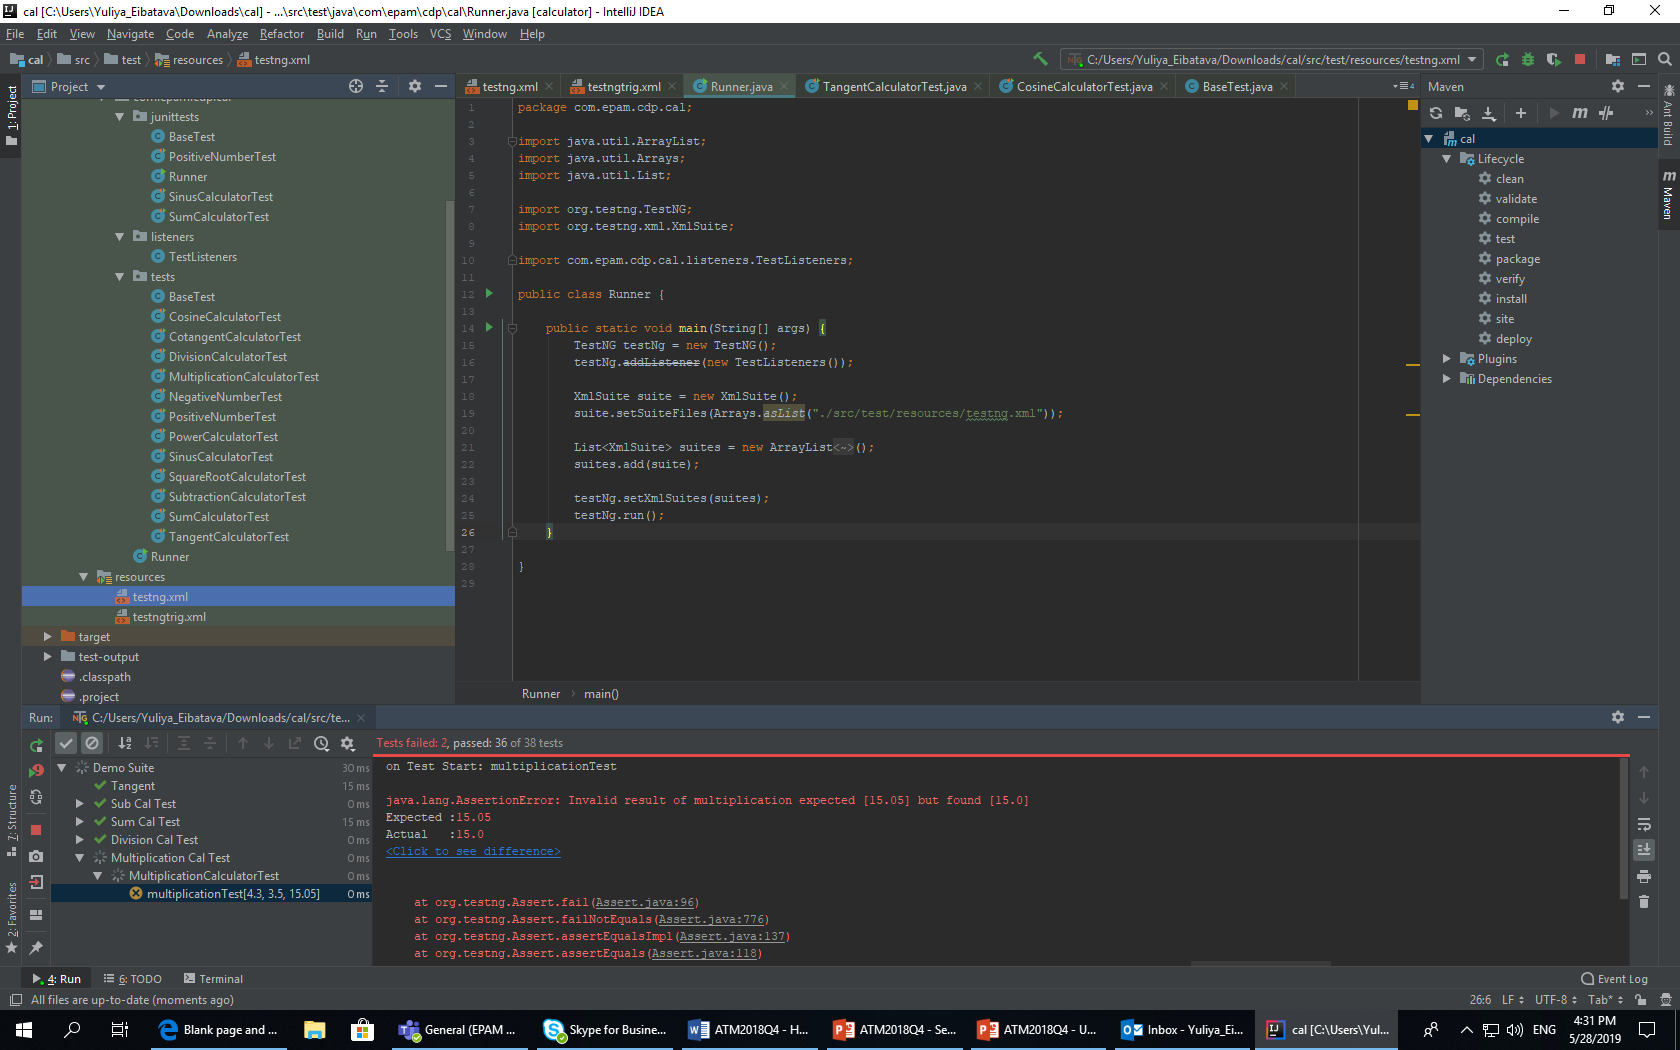 cal [C:\Users\Yuliya_Eibatava\Downloads\cal] - ...\src\test\java\com\epam\cdp\cal\Runner.java [calculator] - IntelliJ IDEA
File Edit View Navigate Code Analyze Refactor Build Run Tools VCS Window Help
cal src test resources testng.xml
C:/Users/Yuliya_Eibatava/Downloads/cal/src/test/resources/testng.xml
1: Project
Project
junittests
BaseTest
PositiveNumberTest
Runner
SinusCalculatorTest
SumCalculatorTest
listeners
TestListeners
tests
BaseTest
CosineCalculatorTest
CotangentCalculatorTest
DivisionCalculatorTest
MultiplicationCalculatorTest
NegativeNumberTest
PositiveNumberTest
PowerCalculatorTest
SinusCalculatorTest
SquareRootCalculatorTest
SubtractionCalculatorTest
SumCalculatorTest
TangentCalculatorTest
Runner
resources
testng.xml
testngtrig.xml
target
test-output
.classpath
.project
testng.xml testngtrig.xml Runner.java TangentCalculatorTest.java CosineCalculatorTest.java BaseTest.java
4
1 package com.epam.cdp.cal;
2
3 import java.util.ArrayList;
4 import java.util.Arrays;
5 import java.util.List;
6
7 import org.testng.TestNG;
8 import org.testng.xml.XmlSuite;
9
10 import com.epam.cdp.cal.listeners.TestListeners;
11
12 public class Runner {
13
14 public static void main(String[] args) {
15 TestNG testNg = new TestNG();
16 testNg.addListener(new TestListeners());
17
18 XmlSuite suite = new XmlSuite();
19 suite.setSuiteFiles(Arrays.asList("./src/test/resources/testng.xml"));
20
21 List<XmlSuite> suites = new ArrayList<~>();
22 suites.add(suite);
23
24 testNg.setXmlSuites(suites);
25 testNg.run();
26 }
27
28 }
29
Runner main()
Maven
m
cal
Lifecycle
clean
validate
compile
test
package
verify
install
site
deploy
Plugins
Dependencies
Ant Build
m Maven
Run: C:/Users/Yuliya_Eibatava/Downloads/cal/src/te...
Tests failed: 2, passed: 36 of 38 tests
Demo Suite 30 ms
Tangent 15 ms
Sub Cal Test 0 ms
Sum Cal Test 15 ms
Division Cal Test 0 ms
Multiplication Cal Test 0 ms
MultiplicationCalculatorTest 0 ms
multiplicationTest[4.3, 3.5, 15.05] 0 ms
on Test Start: multiplicationTest
java.lang.AssertionError: Invalid result of multiplication expected [15.05] but found [15.0]
Expected :15.05
Actual :15.0
<Click to see difference>
at org.testng.Assert.fail(Assert.java:96)
at org.testng.Assert.failNotEquals(Assert.java:776)
at org.testng.Assert.assertEqualsImpl(Assert.java:137)
at org.testng.Assert.assertEquals(Assert.java:118)
7: Structure
2: Favorites
4: Run 6: TODO Terminal Event Log
All files are up-to-date (moments ago) 26:6 LF UTF-8 Tab*
Blank page and ... General (EPAM ... Skype for Busine... ATM2018Q4 - H... ATM2018Q4 - Se... ATM2018Q4 - U... Inbox - Yuliya_Ei... cal [C:\Users\Yul... ENG 4:31 PM
5/28/2019